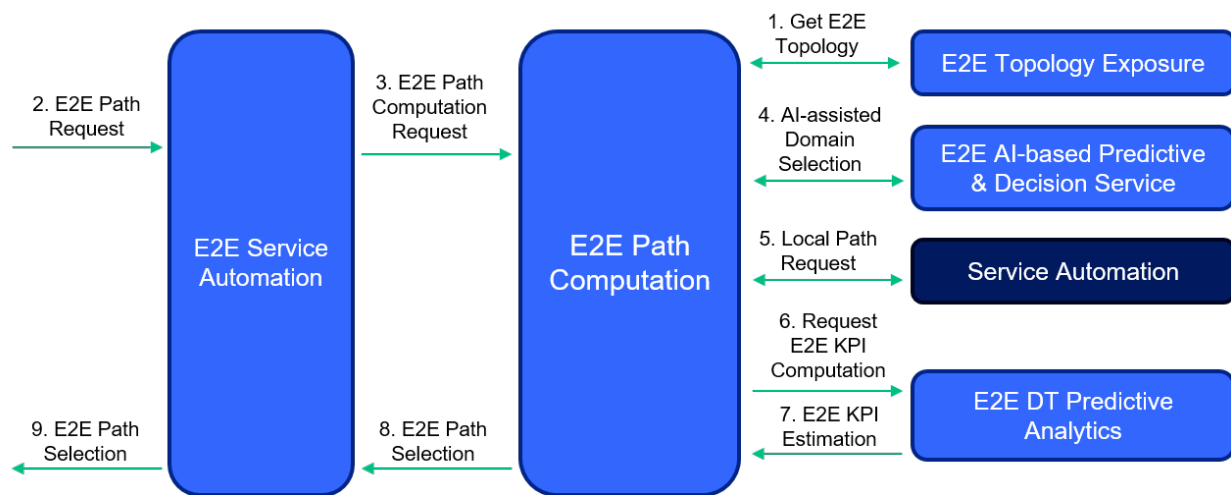 1. Get E2E
Topology
E2E Topology Exposure
2. E2E Path
Request
3. E2E Path
Computation
Request
4. AI-assisted
Domain
Selection
E2E AI-based Predictive
& Decision Service
E2E Service
Automation
E2E Path
Computation
5. Local Path
Request
Service Automation
6. Request
E2E KPI
Computation
7. E2E KPI
Estimation
E2E DT Predictive
Analytics
8. E2E Path
Selection
9. E2E Path
Selection